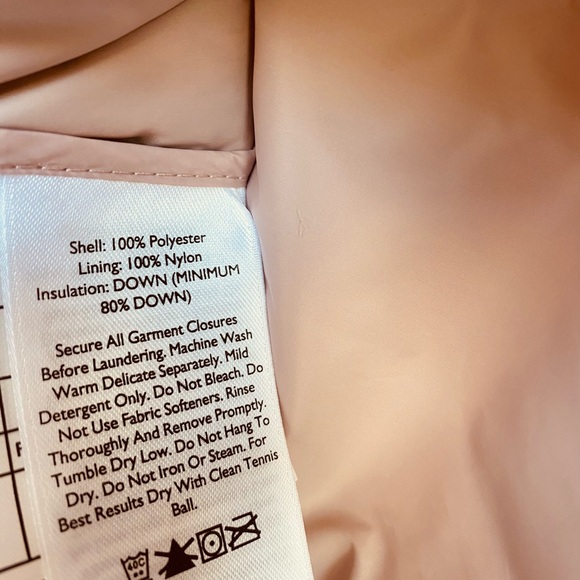 Shell: 100% Polyester
Lining: 100% Nylon
Insulation: DOWN (MINIMUM
80% DOWN)
Secure All Garment Closures
Before Laundering. Machine Wash
Warm Delicate Separately. Mild
Detergent Only. Do Not Bleach. Do
Not Use Fabric Softeners. Rinse
Thoroughly And Remove Promptly.
Tumble Dry Low. Do Not Hang To
Dry. Do Not Iron Or Steam. For
Best Results Dry With Clean Tennis
Ball.
40C